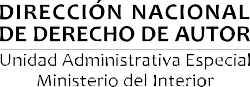 DIRECCIÓN NACIONAL
DE DERECHO DE AUTOR
Unidad Administrativa Especial
Ministerio del Interior